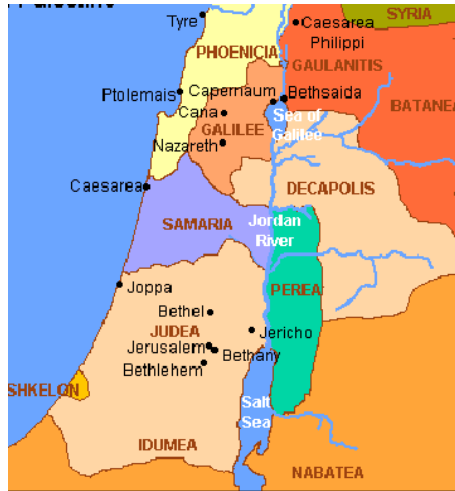 Tyre
SYRIA
Caesarea
Philippi
PHOENICIA
GAULANITIS
Capernaum
Bethsaida
Ptolemais
BATANEA
Cana
Sea of
Galilee
GALILEE
Nazareth
Caesarea
DECAPOLIS
SAMARIA
Jordan
River
Joppa
PEREA
Bethel
JUDEA
Jericho
Jerusalem
Bethany
Bethlehem
SHKELON
Salt
Sea
IDUMEA
NABATEA